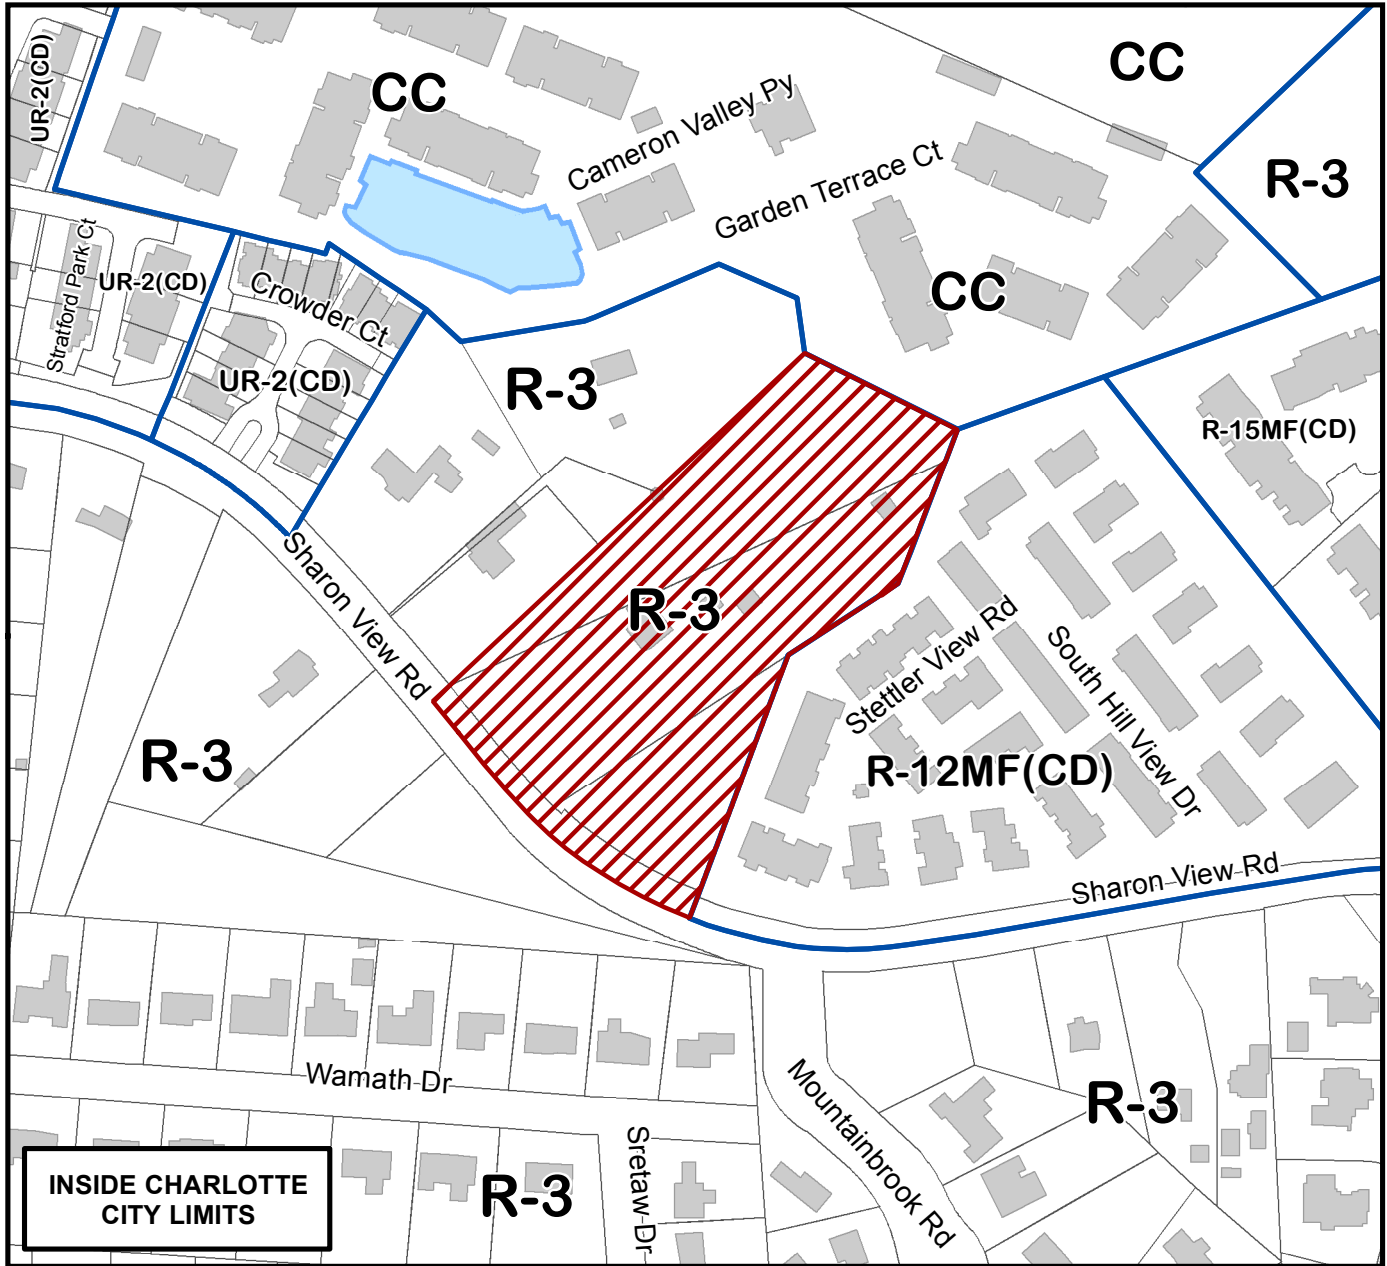 UR-2(CD)
CC
CC
Cameron Valley Py
Garden Terrace Ct
R-3
Stratford Park Ct
UR-2(CD)
Crowder Ct
CC
UR-2(CD)
R-3
R-15MF(CD)
Sharon View Rd
R-3
Stettler View Rd
South Hill View Dr
R-3
R-12MF(CD)
Sharon View Rd
Wamath Dr
Mountainbrook Rd
R-3
Sretaw Dr
R-3
INSIDE CHARLOTTE
CITY LIMITS